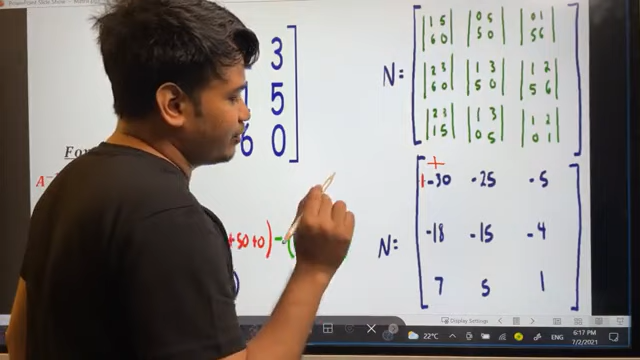 3
5
6 0
For
A⁻
+ 50 + 0) - (
N = [ |1 5| |0 5| |0 1|
|6 0| |5 0| |5 6|
|2 3| |1 3| |1 2|
|6 0| |5 0| |5 6|
|2 3| |1 3| |1 2|
|1 5| |0 5| |0 1| ]
+
N = [ + -30 -25 -5
-18 -15 -4
7 5 1 ]
Display Settings
22°C
ENG
6:17 PM
7/2/2021